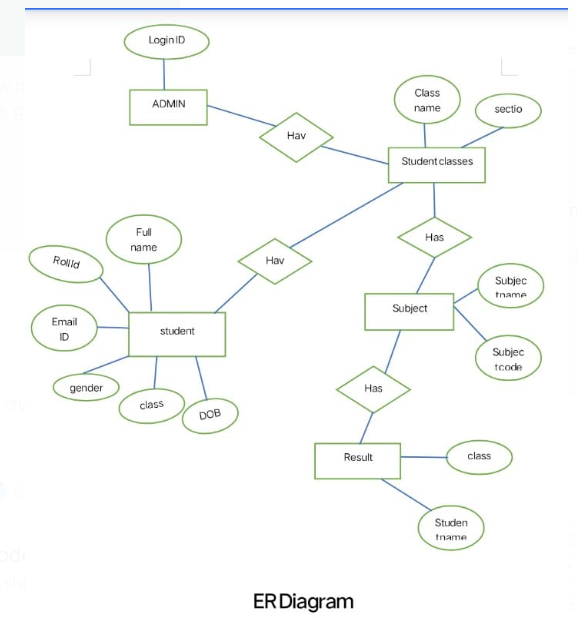 Login ID
ADMIN
Hav
Class
name
sectio
Student classes
Has
Full
name
RollId
Hav
Email
ID
student
gender
class
DOB
Subject
Subjec
tname
Subjec
tcode
Has
Result
class
Studen
tname
ER Diagram